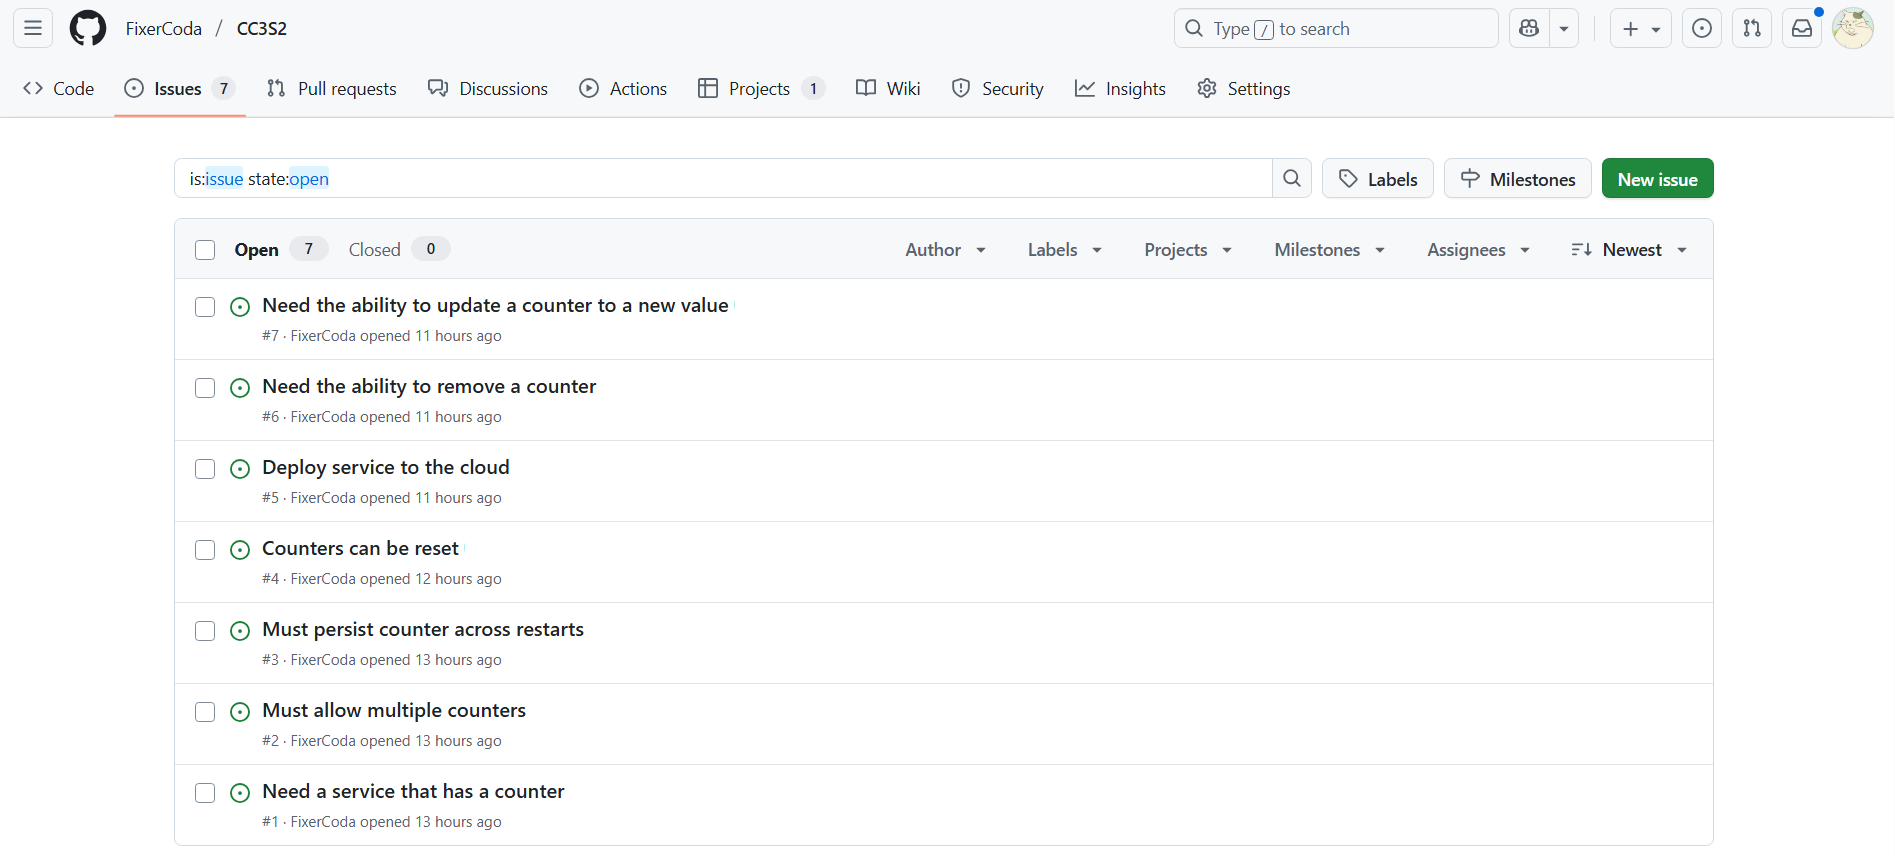 FixerCoda / CC3S2
Type / to search
Code Issues 7 Pull requests Discussions Actions Projects 1 Wiki Security Insights Settings
is:issue state:open
Labels Milestones New issue
Open 7 Closed 0 Author Labels Projects Milestones Assignees Newest
Need the ability to update a counter to a new value
#7 · FixerCoda opened 11 hours ago
Need the ability to remove a counter
#6 · FixerCoda opened 11 hours ago
Deploy service to the cloud
#5 · FixerCoda opened 11 hours ago
Counters can be reset
#4 · FixerCoda opened 12 hours ago
Must persist counter across restarts
#3 · FixerCoda opened 13 hours ago
Must allow multiple counters
#2 · FixerCoda opened 13 hours ago
Need a service that has a counter
#1 · FixerCoda opened 13 hours ago